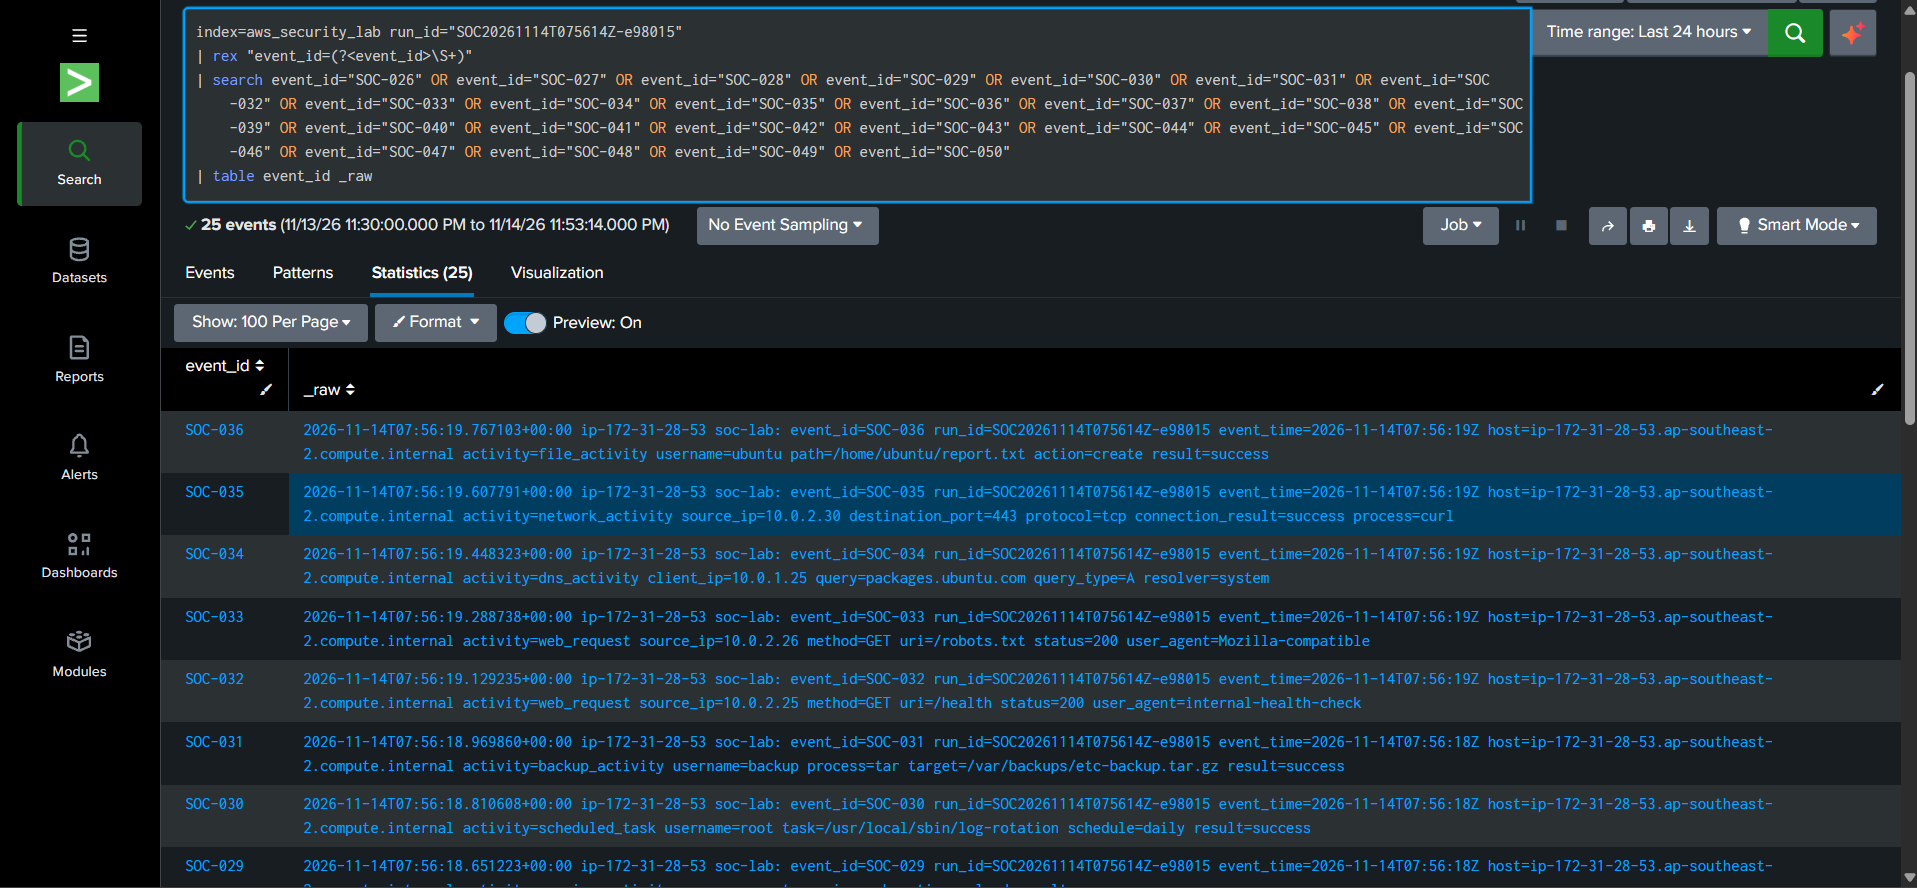 index=aws_security_lab run_id="SOC20261114T075614Z-e98015"
| rex "event_id=(?<event_id>\S+)"
| search event_id="SOC-026" OR event_id="SOC-027" OR event_id="SOC-028" OR event_id="SOC-029" OR event_id="SOC-030" OR event_id="SOC-031" OR event_id="SOC
-032" OR event_id="SOC-033" OR event_id="SOC-034" OR event_id="SOC-035" OR event_id="SOC-036" OR event_id="SOC-037" OR event_id="SOC-038" OR event_id="SOC
-039" OR event_id="SOC-040" OR event_id="SOC-041" OR event_id="SOC-042" OR event_id="SOC-043" OR event_id="SOC-044" OR event_id="SOC-045" OR event_id="SOC
-046" OR event_id="SOC-047" OR event_id="SOC-048" OR event_id="SOC-049" OR event_id="SOC-050"
| table event_id _raw
Time range: Last 24 hours
Search
Datasets
Reports
Alerts
Dashboards
Modules
25 events (11/13/26 11:30:00.000 PM to 11/14/26 11:53:14.000 PM)
No Event Sampling
Job
Smart Mode
Events
Patterns
Statistics (25)
Visualization
Show: 100 Per Page
Format
Preview: On
event_id
_raw
SOC-036
2026-11-14T07:56:19.767103+00:00 ip-172-31-28-53 soc-lab: event_id=SOC-036 run_id=SOC20261114T075614Z-e98015 event_time=2026-11-14T07:56:19Z host=ip-172-31-28-53.ap-southeast-
2.compute.internal activity=file_activity username=ubuntu path=/home/ubuntu/report.txt action=create result=success
SOC-035
2026-11-14T07:56:19.607791+00:00 ip-172-31-28-53 soc-lab: event_id=SOC-035 run_id=SOC20261114T075614Z-e98015 event_time=2026-11-14T07:56:19Z host=ip-172-31-28-53.ap-southeast-
2.compute.internal activity=network_activity source_ip=10.0.2.30 destination_port=443 protocol=tcp connection_result=success process=curl
SOC-034
2026-11-14T07:56:19.448323+00:00 ip-172-31-28-53 soc-lab: event_id=SOC-034 run_id=SOC20261114T075614Z-e98015 event_time=2026-11-14T07:56:19Z host=ip-172-31-28-53.ap-southeast-
2.compute.internal activity=dns_activity client_ip=10.0.1.25 query=packages.ubuntu.com query_type=A resolver=system
SOC-033
2026-11-14T07:56:19.288738+00:00 ip-172-31-28-53 soc-lab: event_id=SOC-033 run_id=SOC20261114T075614Z-e98015 event_time=2026-11-14T07:56:19Z host=ip-172-31-28-53.ap-southeast-
2.compute.internal activity=web_request source_ip=10.0.2.26 method=GET uri=/robots.txt status=200 user_agent=Mozilla-compatible
SOC-032
2026-11-14T07:56:19.129235+00:00 ip-172-31-28-53 soc-lab: event_id=SOC-032 run_id=SOC20261114T075614Z-e98015 event_time=2026-11-14T07:56:19Z host=ip-172-31-28-53.ap-southeast-
2.compute.internal activity=web_request source_ip=10.0.2.25 method=GET uri=/health status=200 user_agent=internal-health-check
SOC-031
2026-11-14T07:56:18.969860+00:00 ip-172-31-28-53 soc-lab: event_id=SOC-031 run_id=SOC20261114T075614Z-e98015 event_time=2026-11-14T07:56:18Z host=ip-172-31-28-53.ap-southeast-
2.compute.internal activity=backup_activity username=backup process=tar target=/var/backups/etc-backup.tar.gz result=success
SOC-030
2026-11-14T07:56:18.810608+00:00 ip-172-31-28-53 soc-lab: event_id=SOC-030 run_id=SOC20261114T075614Z-e98015 event_time=2026-11-14T07:56:18Z host=ip-172-31-28-53.ap-southeast-
2.compute.internal activity=scheduled_task username=root task=/usr/local/sbin/log-rotation schedule=daily result=success
SOC-029
2026-11-14T07:56:18.651223+00:00 ip-172-31-28-53 soc-lab: event_id=SOC-029 run_id=SOC20261114T075614Z-e98015 event_time=2026-11-14T07:56:18Z host=ip-172-31-28-53.ap-southeast-